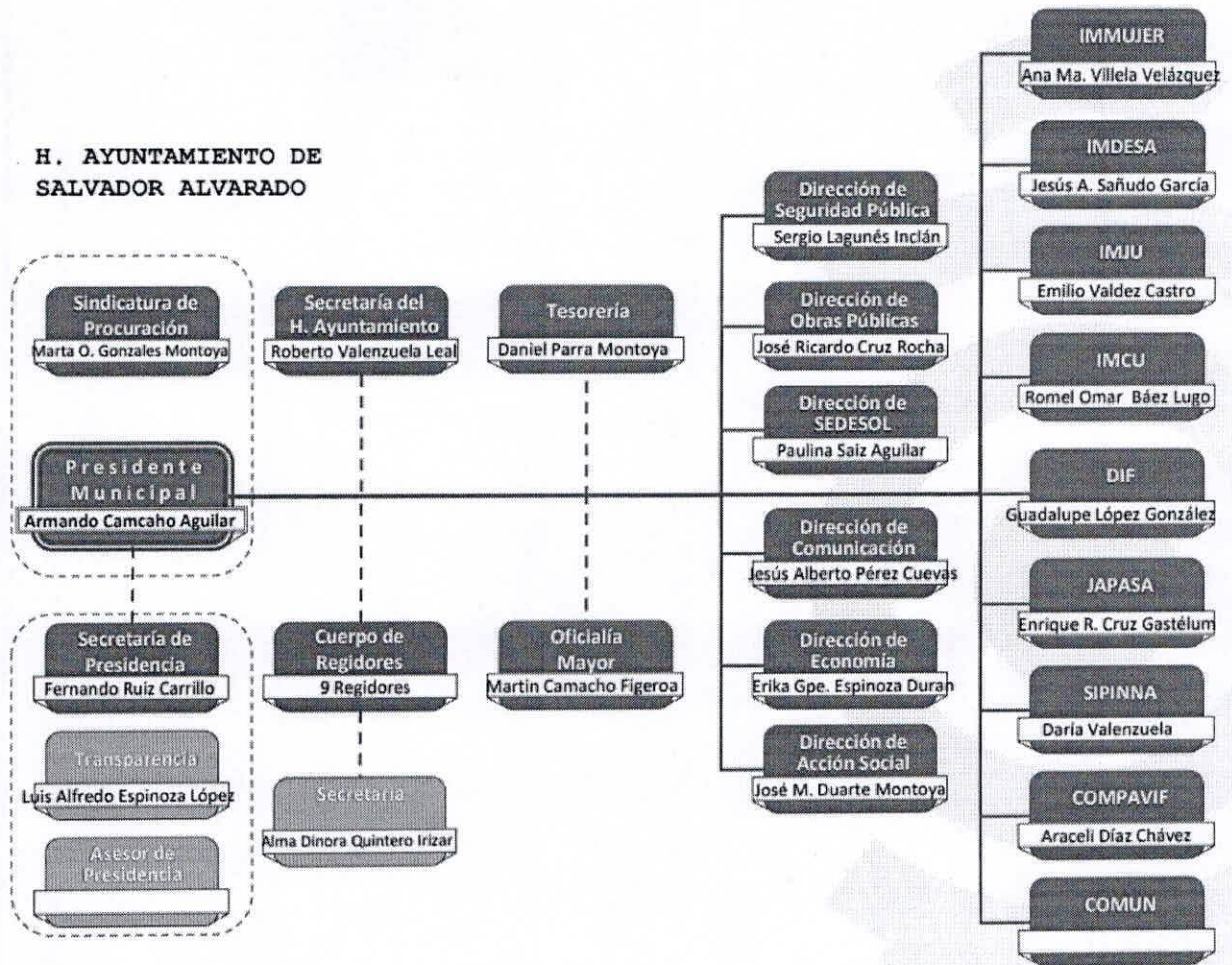 H. AYUNTAMIENTO DE
SALVADOR ALVARADO
Sindicatura de
Procuración
Marta O. Gonzales Montoya
Presidente
Municipal
Armando Camcaho Aguilar
Secretaría de
Presidencia
Fernando Ruiz Carrillo
Transparencia
Luis Alfredo Espinoza López
Asesor de
Presidencia
Secretaría del
H. Ayuntamiento
Roberto Valenzuela Leal
Cuerpo de
Regidores
9 Regidores
Secretaria
Alma Dinora Quintero Irizar
Tesorería
Daniel Parra Montoya
Oficialía
Mayor
Martin Camacho Figeroa
Dirección de
Seguridad Pública
Sergio Lagunés Inclán
Dirección de
Obras Públicas
José Ricardo Cruz Rocha
Dirección de
SEDESOL
Paulina Saiz Aguilar
Dirección de
Comunicación
Jesús Alberto Pérez Cuevas
Dirección de
Economía
Erika Gpe. Espinoza Duran
Dirección de
Acción Social
José M. Duarte Montoya
IMMUJER
Ana Ma. Villela Velázquez
IMDESA
Jesús A. Sañudo García
IMJU
Emilio Valdez Castro
IMCU
Romel Omar Báez Lugo
DIF
Guadalupe López González
JAPASA
Enrique R. Cruz Gastélum
SIPINNA
Daría Valenzuela
COMPAVIF
Araceli Díaz Chávez
COMUN